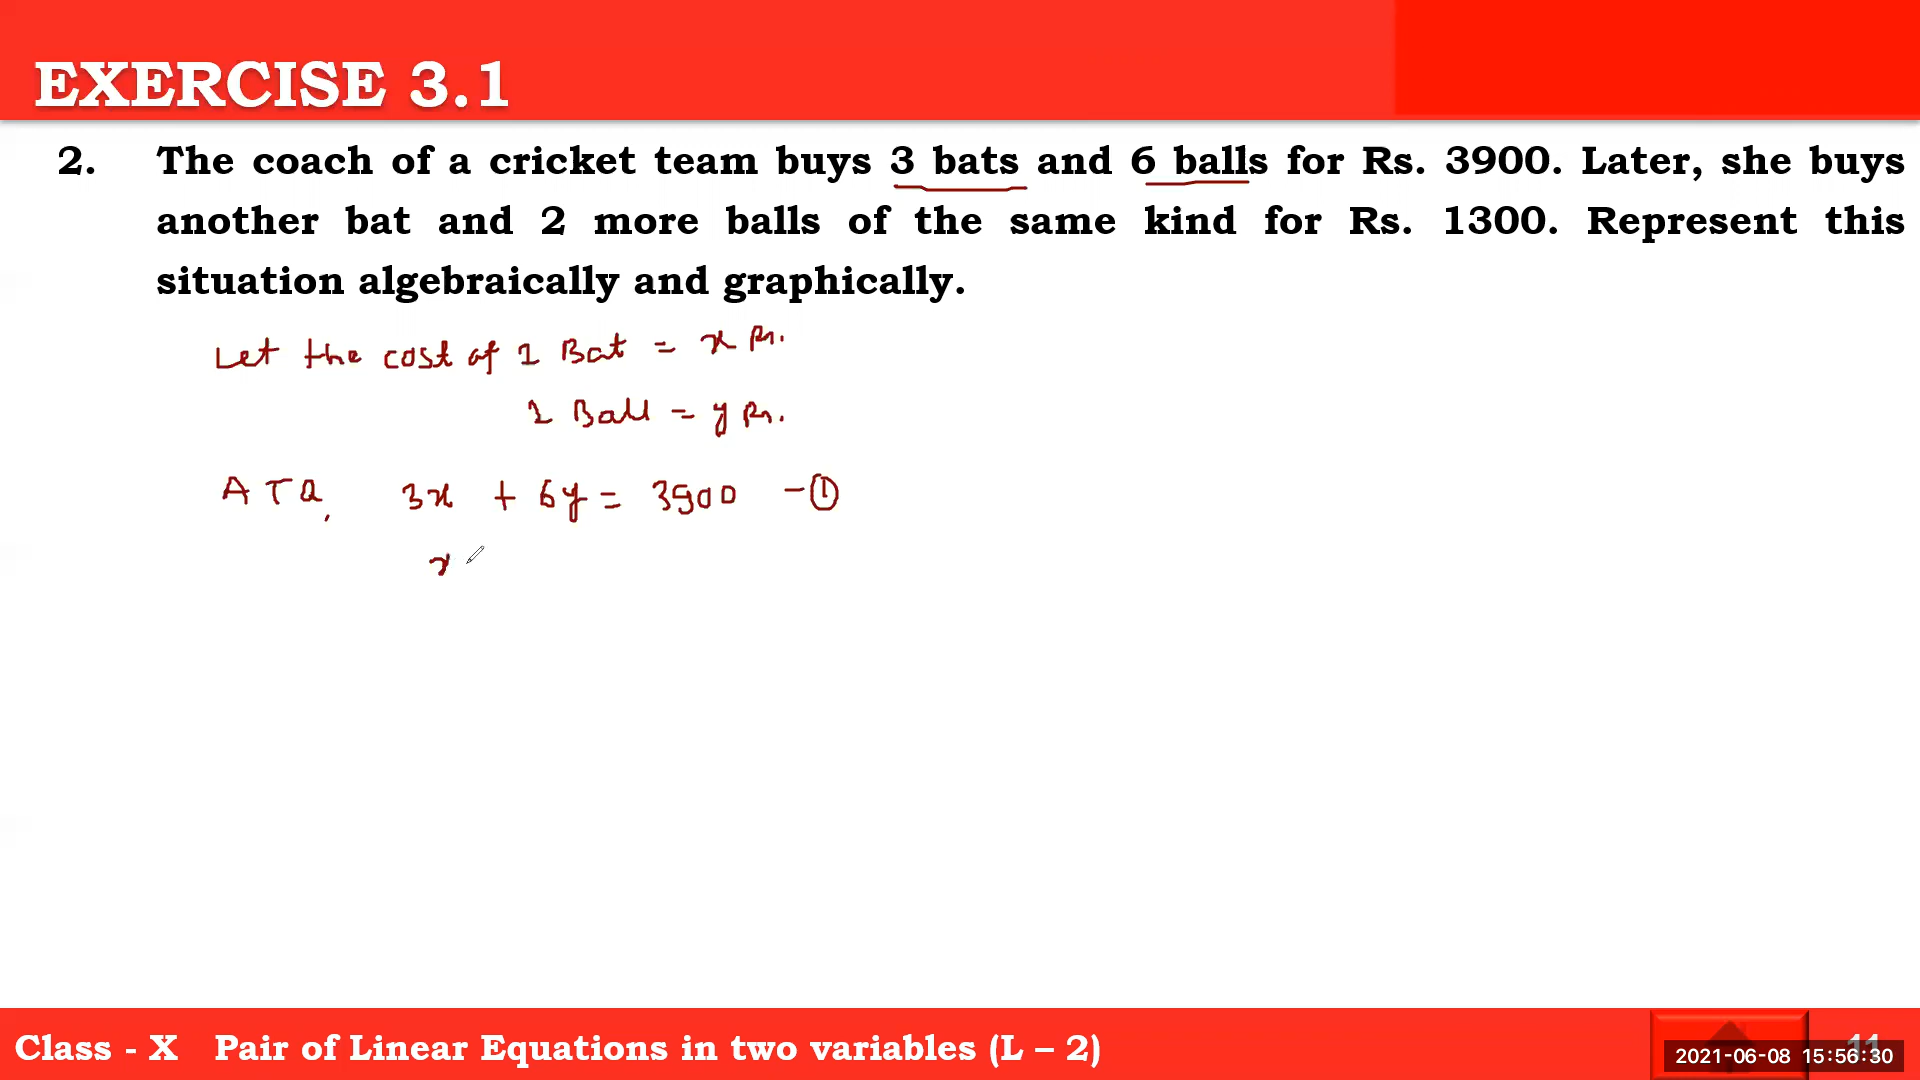 EXERCISE 3.1
2. The coach of a cricket team buys 3 bats and 6 balls for Rs. 3900. Later, she buys
another bat and 2 more balls of the same kind for Rs. 1300. Represent this
situation algebraically and graphically.
Let the cost of 1 Bat = x Rs.
1 Ball = y Rs.
ATQ, 3x + 6y = 3900 - ①
x
Class - X Pair of Linear Equations in two variables (L – 2)
11
2021-06-08 15:56:30